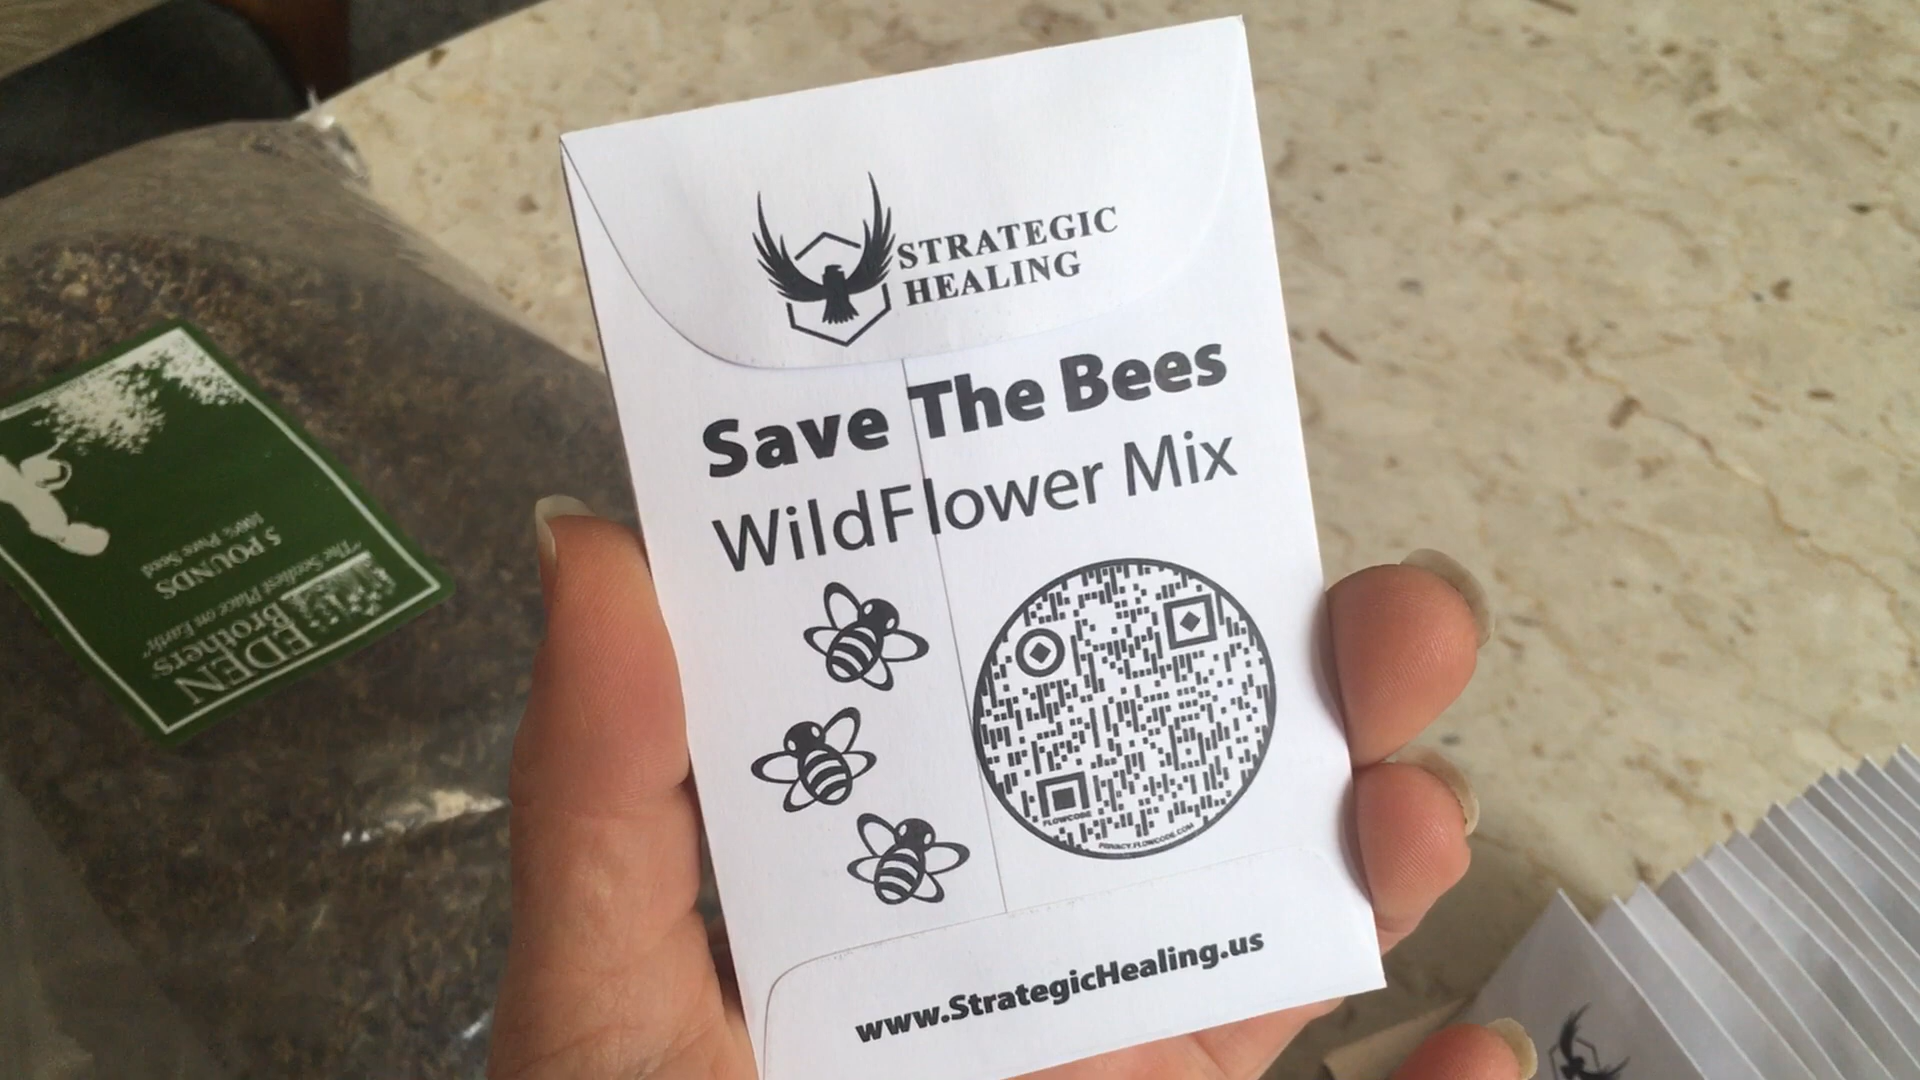 STRATEGIC
HEALING
Save The Bees
WildFlower Mix
FLOWCODE
PRIVACY.FLOWCODE.COM
www.StrategicHealing.us
EDEN
Brothers
"The Seediest Place on Earth"
5 POUNDS
100% Pure Seed